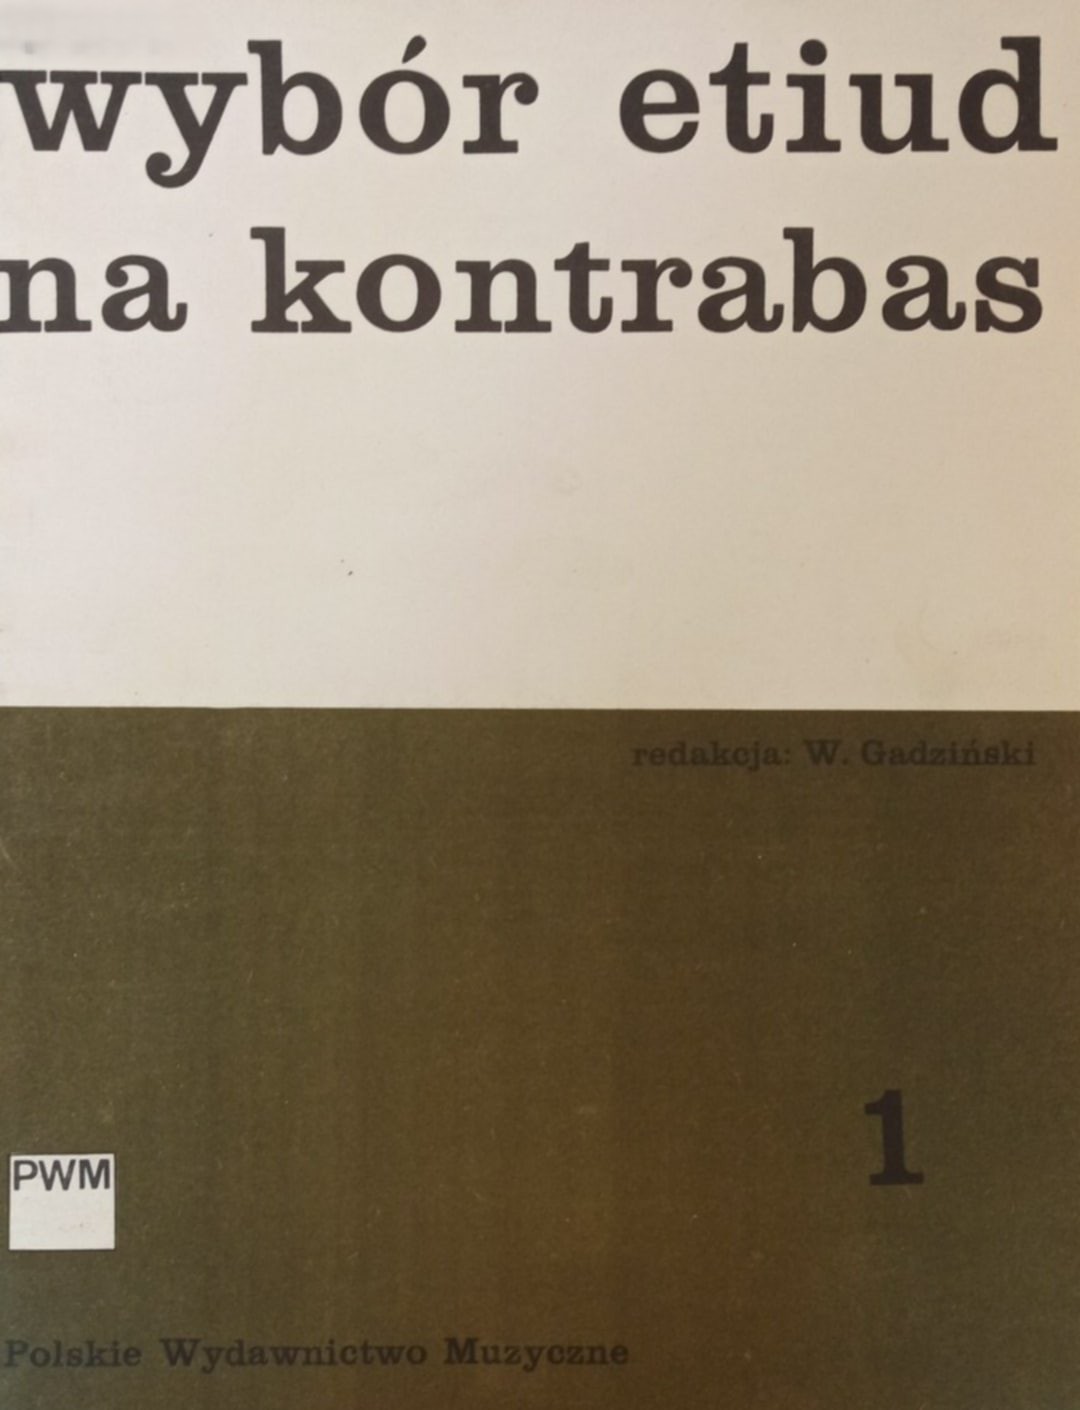 wybór etiud
na kontrabas
redakcja: W. Gadziński
1
PWM
Polskie Wydawnictwo Muzyczne